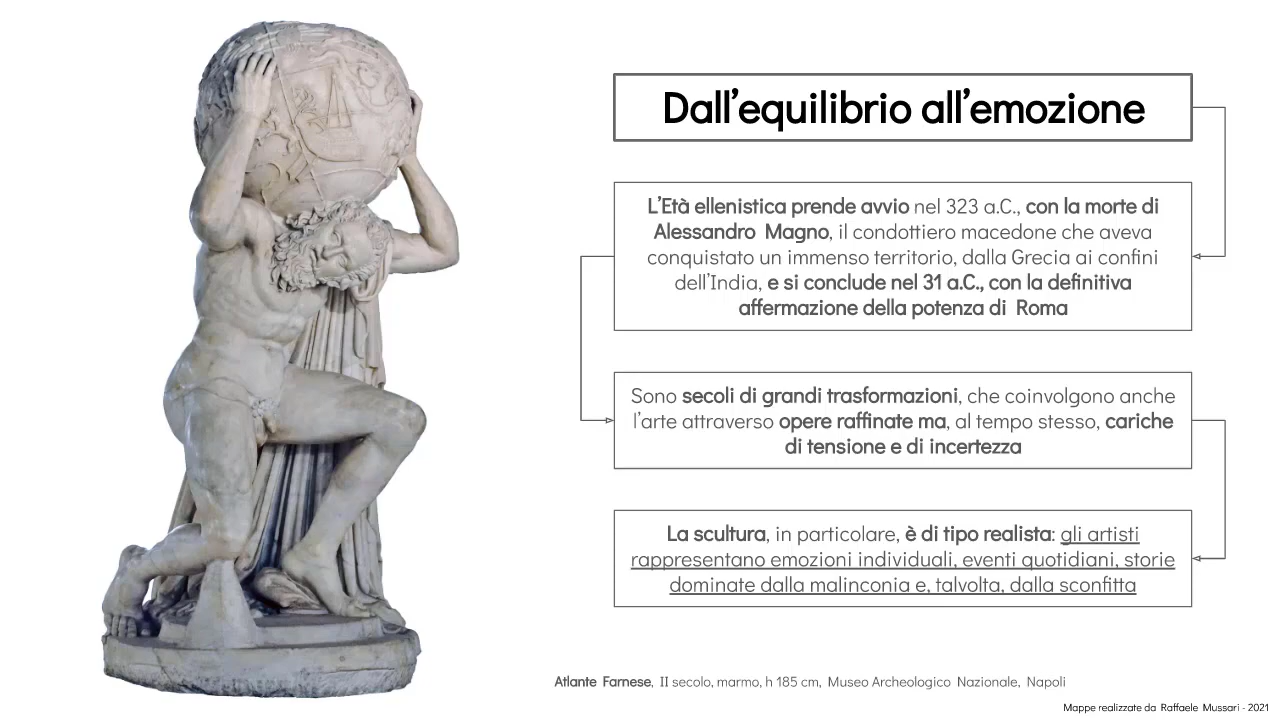 Dall’equilibrio all’emozione
L’Età ellenistica prende avvio nel 323 a.C., con la morte di
Alessandro Magno, il condottiero macedone che aveva
conquistato un immenso territorio, dalla Grecia ai confini
dell’India, e si conclude nel 31 a.C., con la definitiva
affermazione della potenza di Roma
Sono secoli di grandi trasformazioni, che coinvolgono anche
l’arte attraverso opere raffinate ma, al tempo stesso, cariche
di tensione e di incertezza
La scultura, in particolare, è di tipo realista: gli artisti
rappresentano emozioni individuali, eventi quotidiani, storie
dominate dalla malinconia e, talvolta, dalla sconfitta
Atlante Farnese, II secolo, marmo, h 185 cm, Museo Archeologico Nazionale, Napoli
Mappe realizzate da Raffaele Mussari - 2021